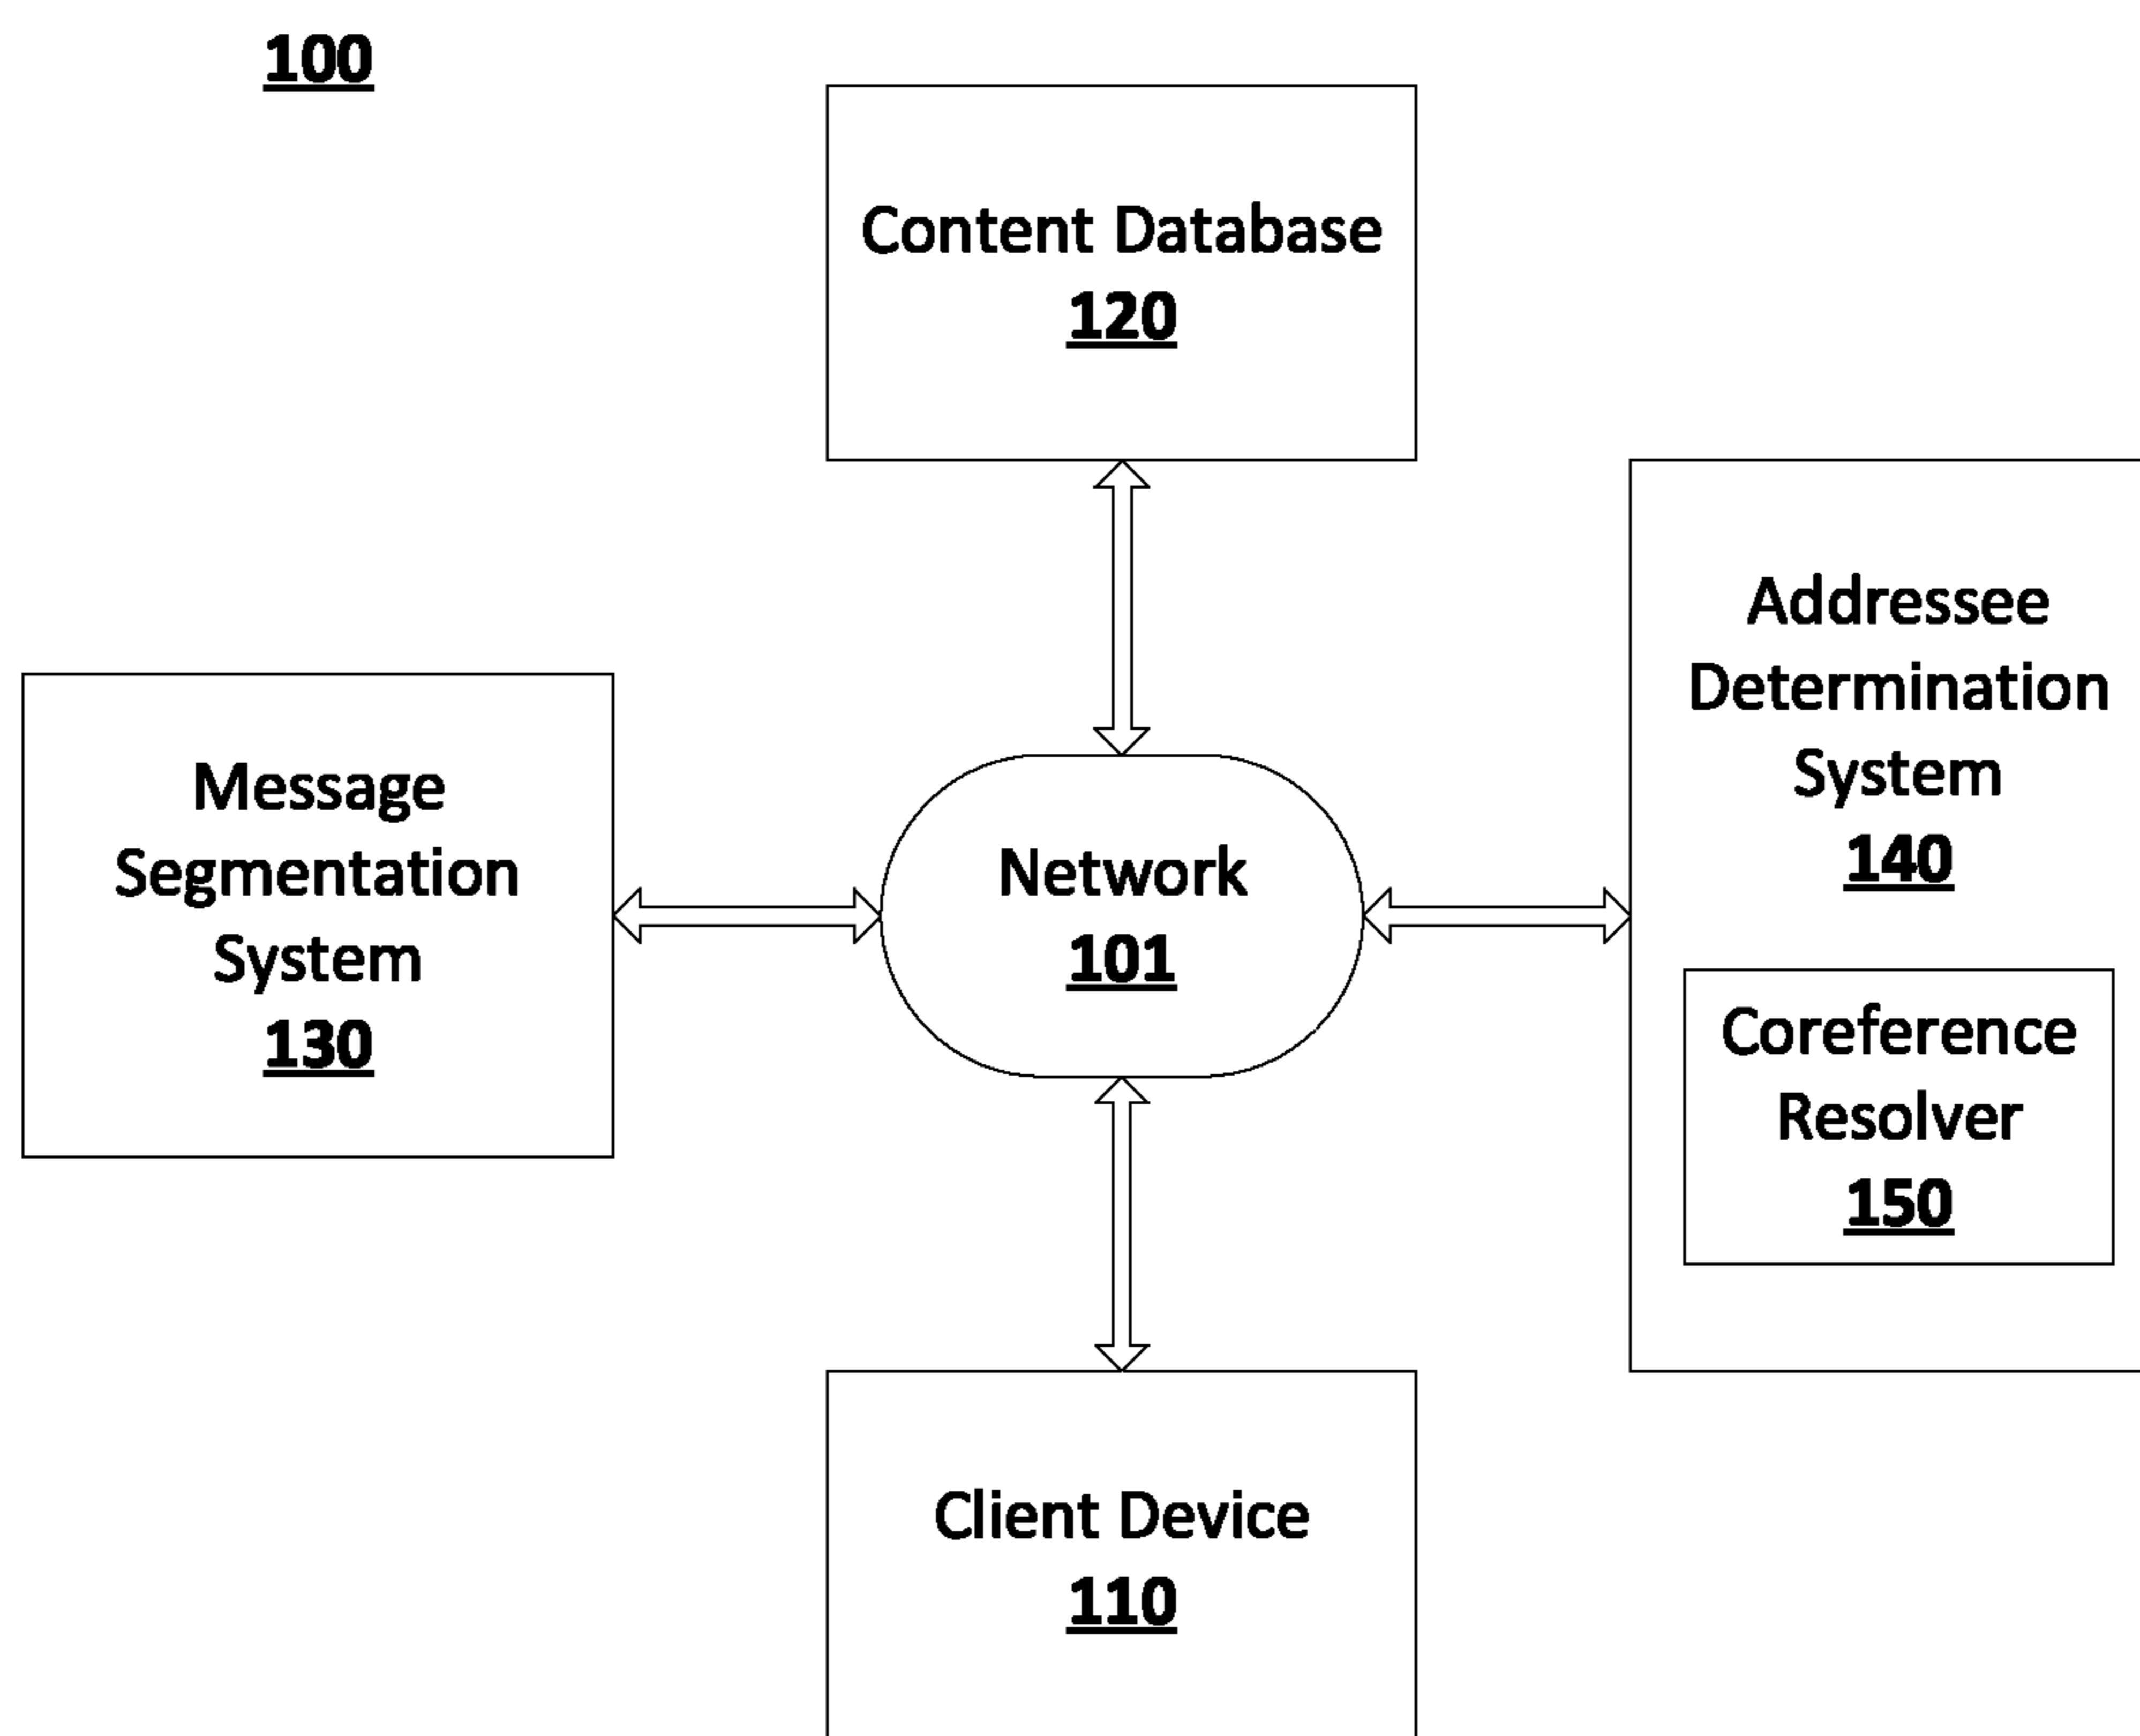 100
Content Database
120
Message
Segmentation
System
130
Network
101
Addressee
Determination
System
140
Coreference
Resolver
150
Client Device
110